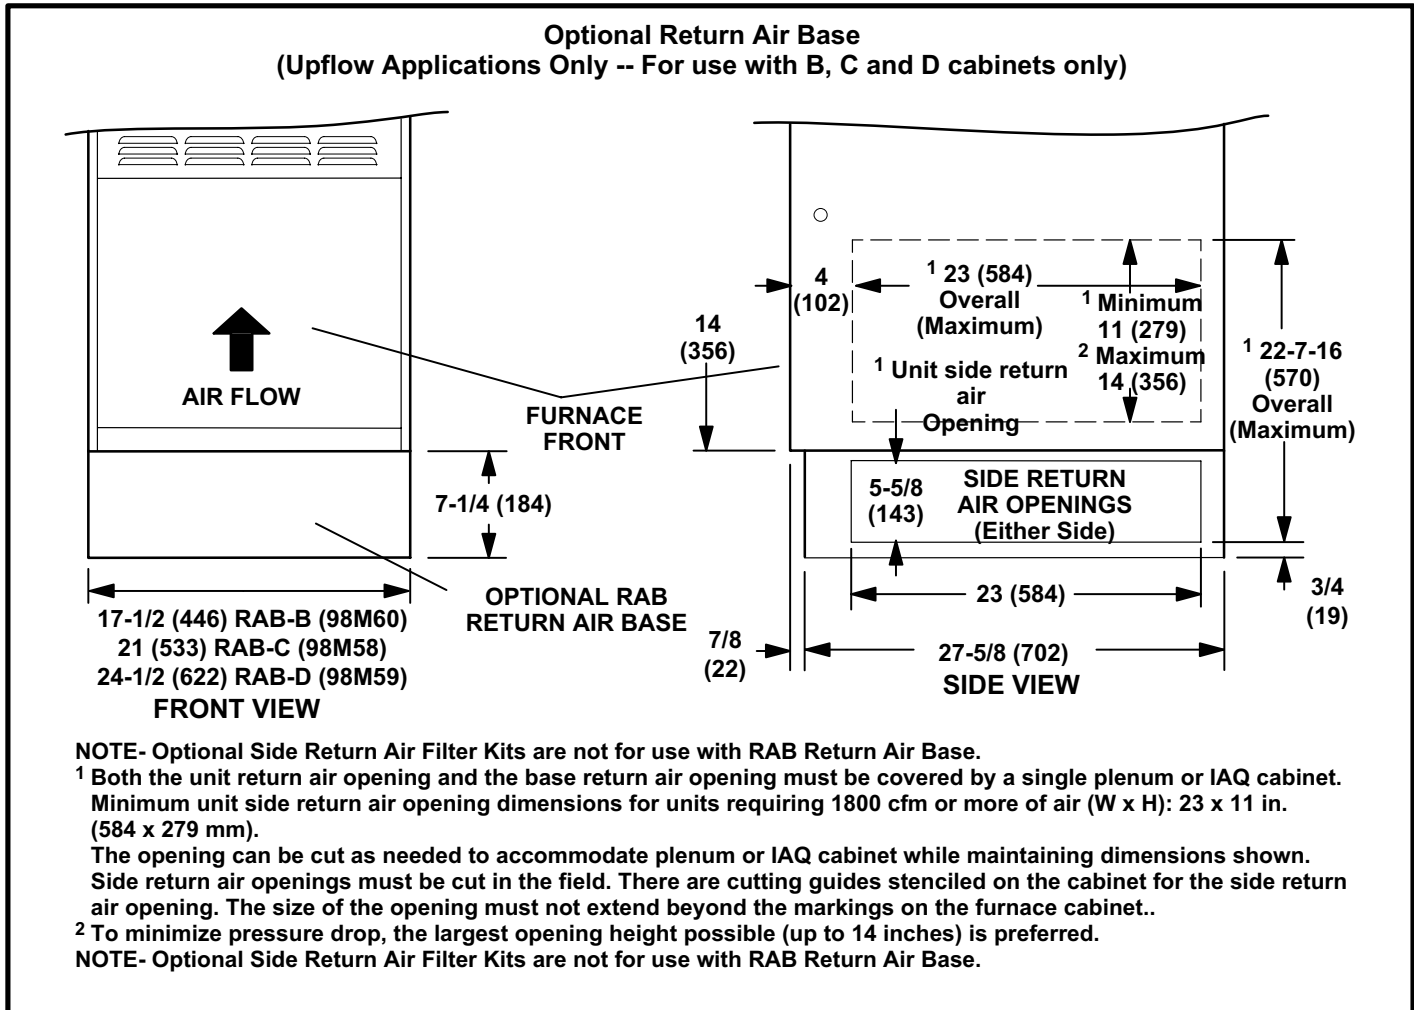 Optional Return Air Base
(Upflow Applications Only -- For use with B, C and D cabinets only)
AIR FLOW
FURNACE
FRONT
7-1/4 (184)
OPTIONAL RAB
RETURN AIR BASE
17-1/2 (446) RAB-B (98M60)
21 (533) RAB-C (98M58)
24-1/2 (622) RAB-D (98M59)
FRONT VIEW
14
(356)
4
(102)
1 23 (584)
Overall
(Maximum)
1 Minimum
11 (279)
2 Maximum
14 (356)
1 Unit side return
air
Opening
1 22-7-16
(570)
Overall
(Maximum)
5-5/8
(143)
SIDE RETURN
AIR OPENINGS
(Either Side)
23 (584)
3/4
(19)
7/8
(22)
27-5/8 (702)
SIDE VIEW
NOTE- Optional Side Return Air Filter Kits are not for use with RAB Return Air Base.
1 Both the unit return air opening and the base return air opening must be covered by a single plenum or IAQ cabinet.
Minimum unit side return air opening dimensions for units requiring 1800 cfm or more of air (W x H): 23 x 11 in.
(584 x 279 mm).
The opening can be cut as needed to accommodate plenum or IAQ cabinet while maintaining dimensions shown.
Side return air openings must be cut in the field. There are cutting guides stenciled on the cabinet for the side return
air opening. The size of the opening must not extend beyond the markings on the furnace cabinet..
2 To minimize pressure drop, the largest opening height possible (up to 14 inches) is preferred.
NOTE- Optional Side Return Air Filter Kits are not for use with RAB Return Air Base.